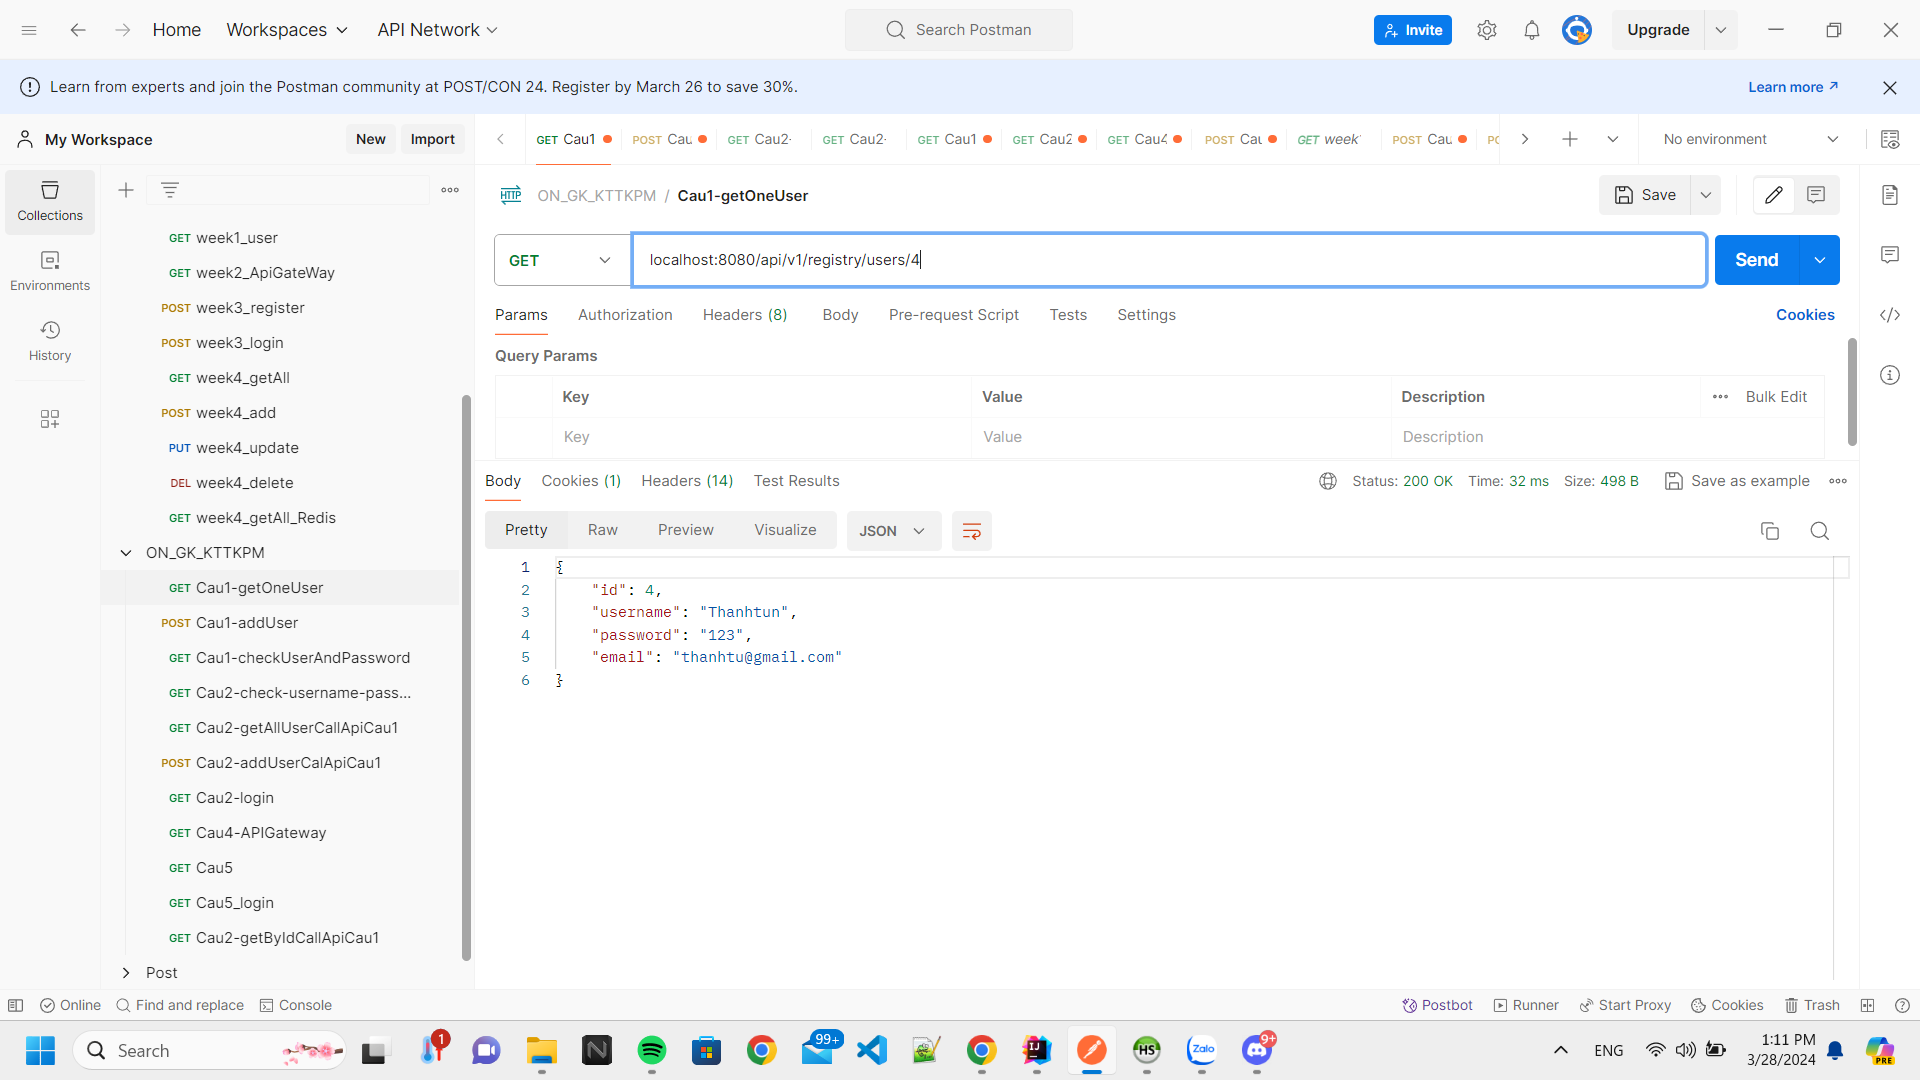 Home
Workspaces
API Network
Search Postman
Invite
Upgrade
Learn from experts and join the Postman community at POST/CON 24. Register by March 26 to save 30%.
Learn more
My Workspace
New
Import
GET Cau1
POST Cau
GET Cau2-
GET Cau2-
GET Cau1
GET Cau2
GET Cau4
POST Cau
GET week
POST Cau
PC
No environment
Collections
Environments
History
GET week1_user
GET week2_ApiGateWay
POST week3_register
POST week3_login
GET week4_getAll
POST week4_add
PUT week4_update
DEL week4_delete
GET week4_getAll_Redis
ON_GK_KTTKPM
GET Cau1-getOneUser
POST Cau1-addUser
GET Cau1-checkUserAndPassword
GET Cau2-check-username-pass...
GET Cau2-getAllUserCallApiCau1
POST Cau2-addUserCalApiCau1
GET Cau2-login
GET Cau4-APIGateway
GET Cau5
GET Cau5_login
GET Cau2-getByIdCallApiCau1
Post
HTTP ON_GK_KTTKPM / Cau1-getOneUser
Save
GET localhost:8080/api/v1/registry/users/4
Send
Params Authorization Headers (8) Body Pre-request Script Tests Settings
Cookies
Query Params
Key Value Description Bulk Edit
Key Value Description
Body Cookies (1) Headers (14) Test Results
Status: 200 OK Time: 32 ms Size: 498 B Save as example
Pretty Raw Preview Visualize JSON
1 {
2 "id": 4,
3 "username": "Thanhtun",
4 "password": "123",
5 "email": "thanhtu@gmail.com"
6 }
Online Find and replace Console
Postbot Runner Start Proxy Cookies Trash
Search
1
99+
IJ
HS
Zalo
9+
ENG
1:11 PM
3/28/2024
PRE